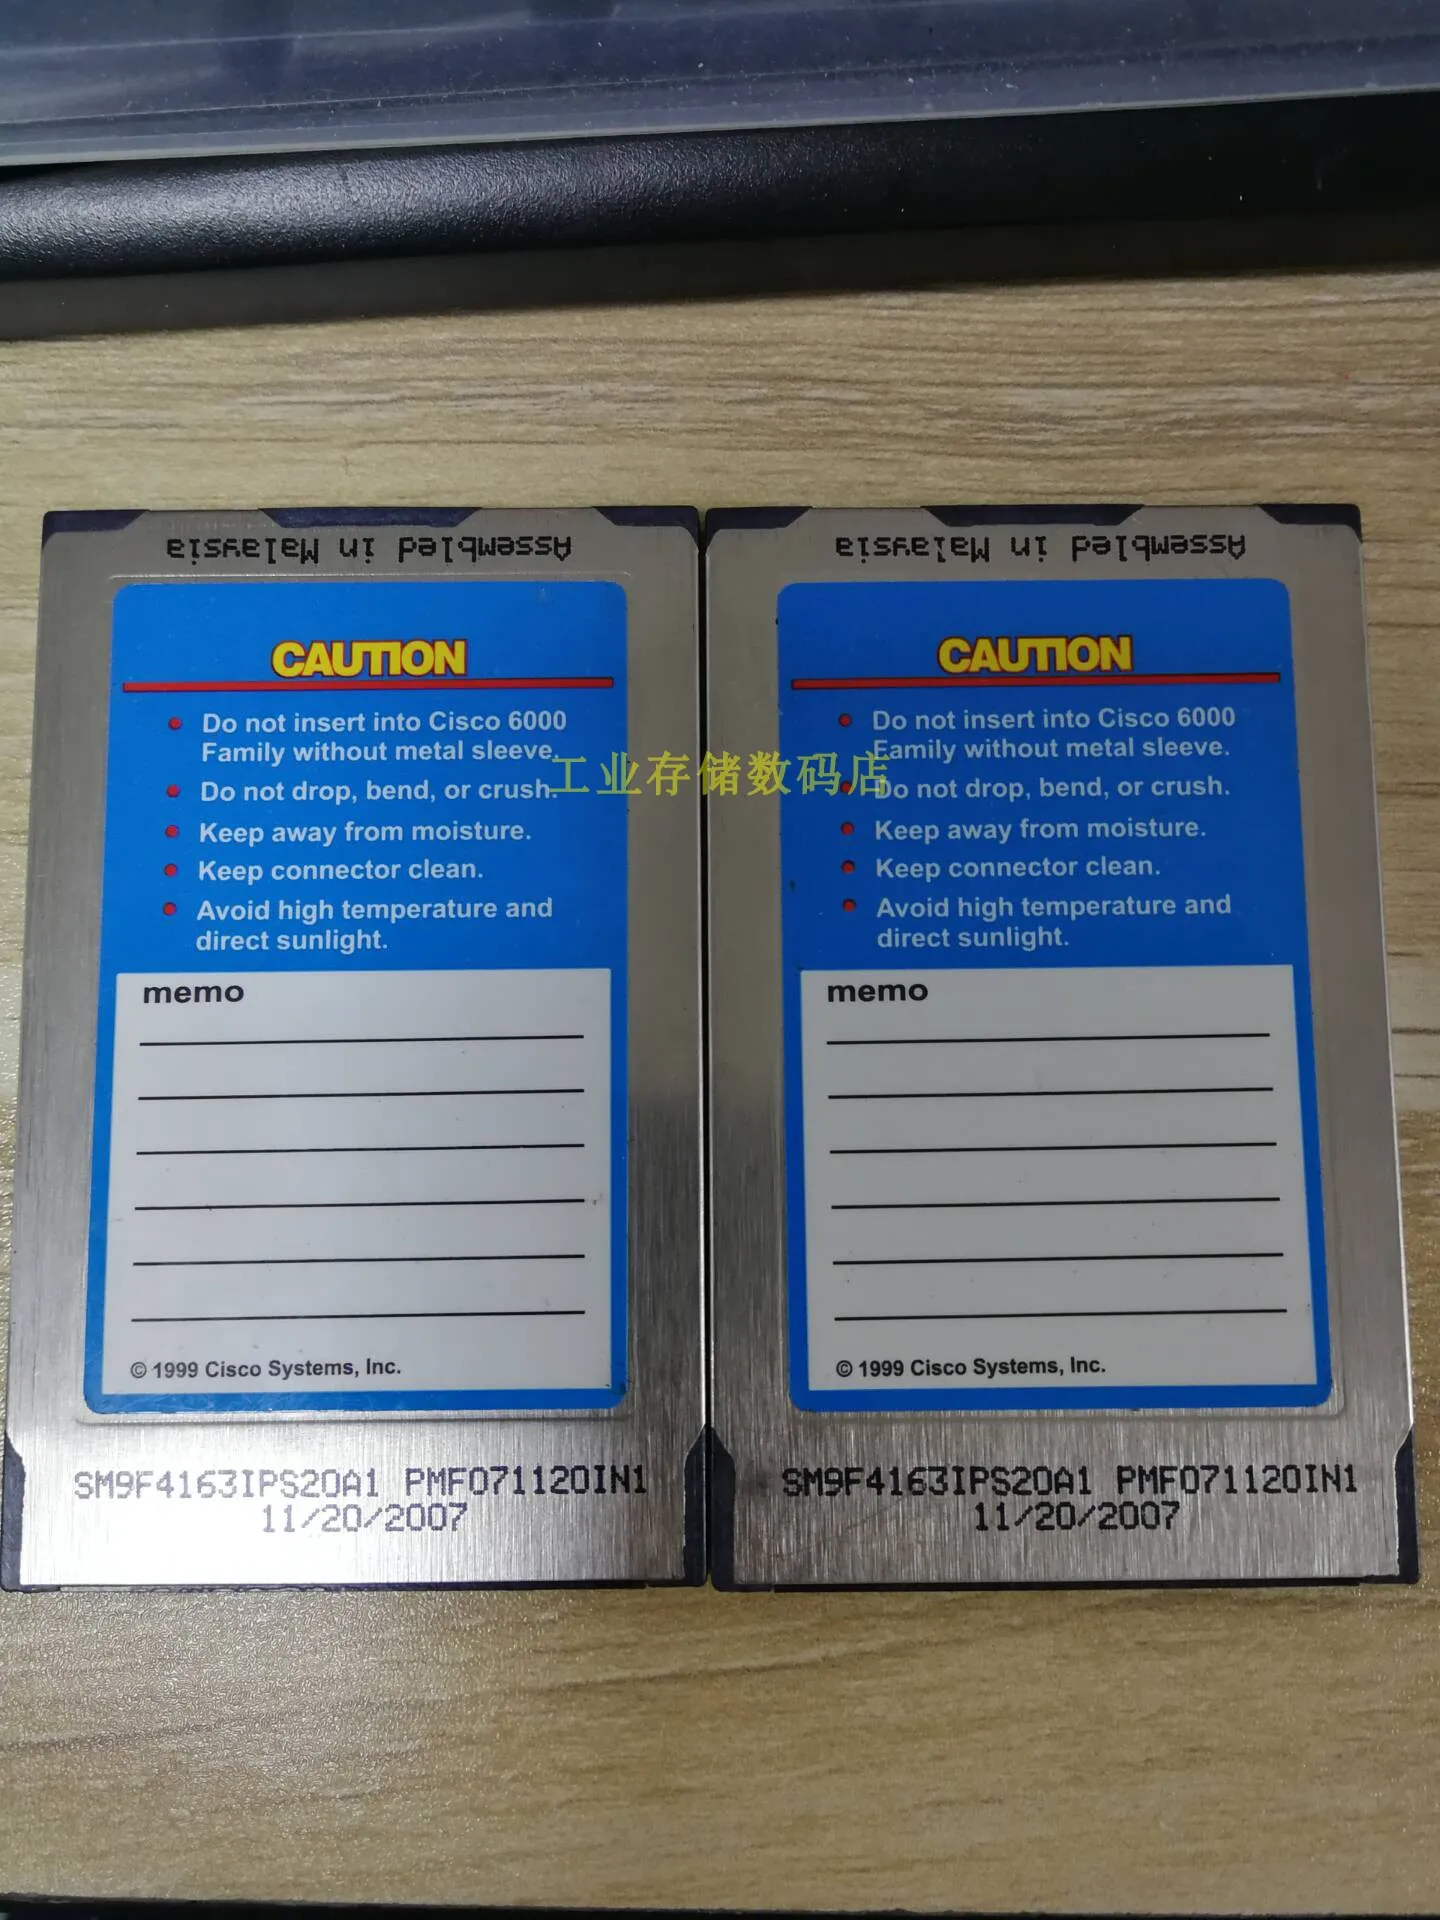 Assembled in Malaysia
CAUTION
Do not insert into Cisco 6000
Family without metal sleeve.
Do not drop, bend, or crush.
Keep away from moisture.
Keep connector clean.
Avoid high temperature and
direct sunlight.
memo
© 1999 Cisco Systems, Inc.
SM9F4163IPS20A1 PMF071120IN1
11/20/2007
Assembled in Malaysia
CAUTION
Do not insert into Cisco 6000
Family without metal sleeve.
Do not drop, bend, or crush.
Keep away from moisture.
Keep connector clean.
Avoid high temperature and
direct sunlight.
memo
© 1999 Cisco Systems, Inc.
SM9F4163IPS20A1 PMF071120IN1
11/20/2007
工业存储数码店